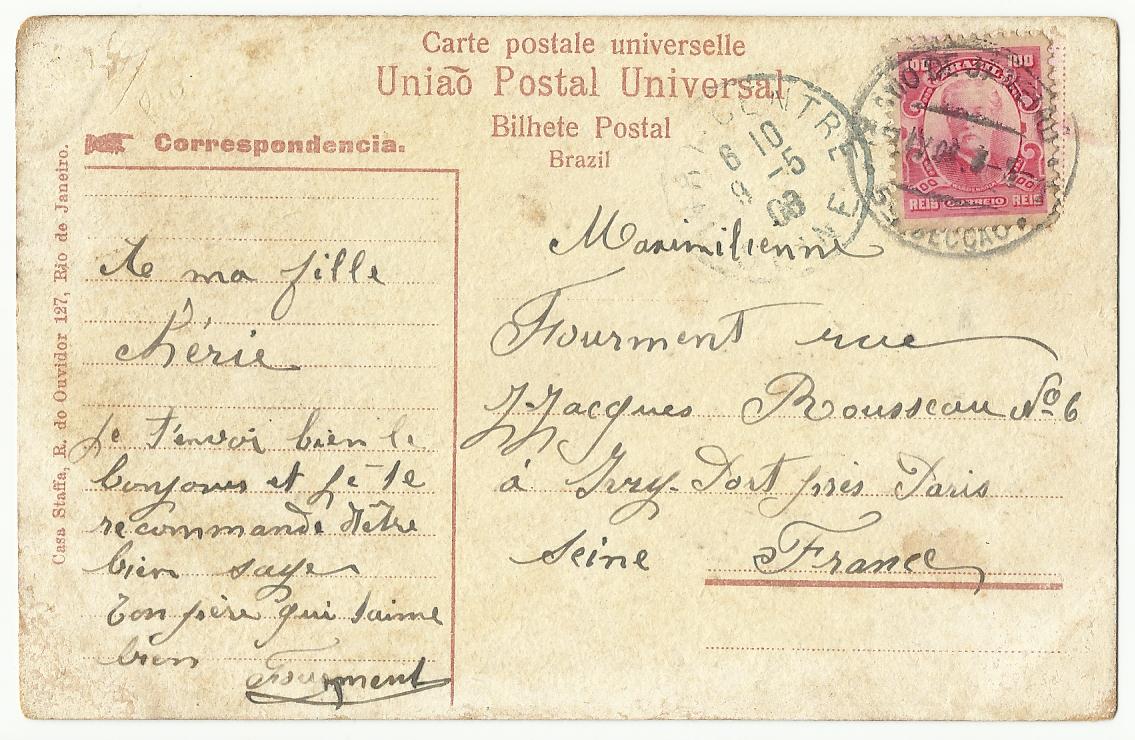 Carte postale universelle
União Postal Universal
Bilhete Postal
Brazil
Correspondencia.
Casa Staffa, R. do Ouvidor 127, Rio de Janeiro.
100 BRAZIL 100
REIS CORREIO REIS
CENTRE
6 10-5
9 08
SECCAO
A ma fille
chérie
je t'envoi bien le
bonjour et je te
recommande d'être
bien sage
ton père qui t'aime
bien
Fourment
Maximilienne
Fourment rue
JJacques Rousseau No 6
à Ivry-Port près Paris
Seine France